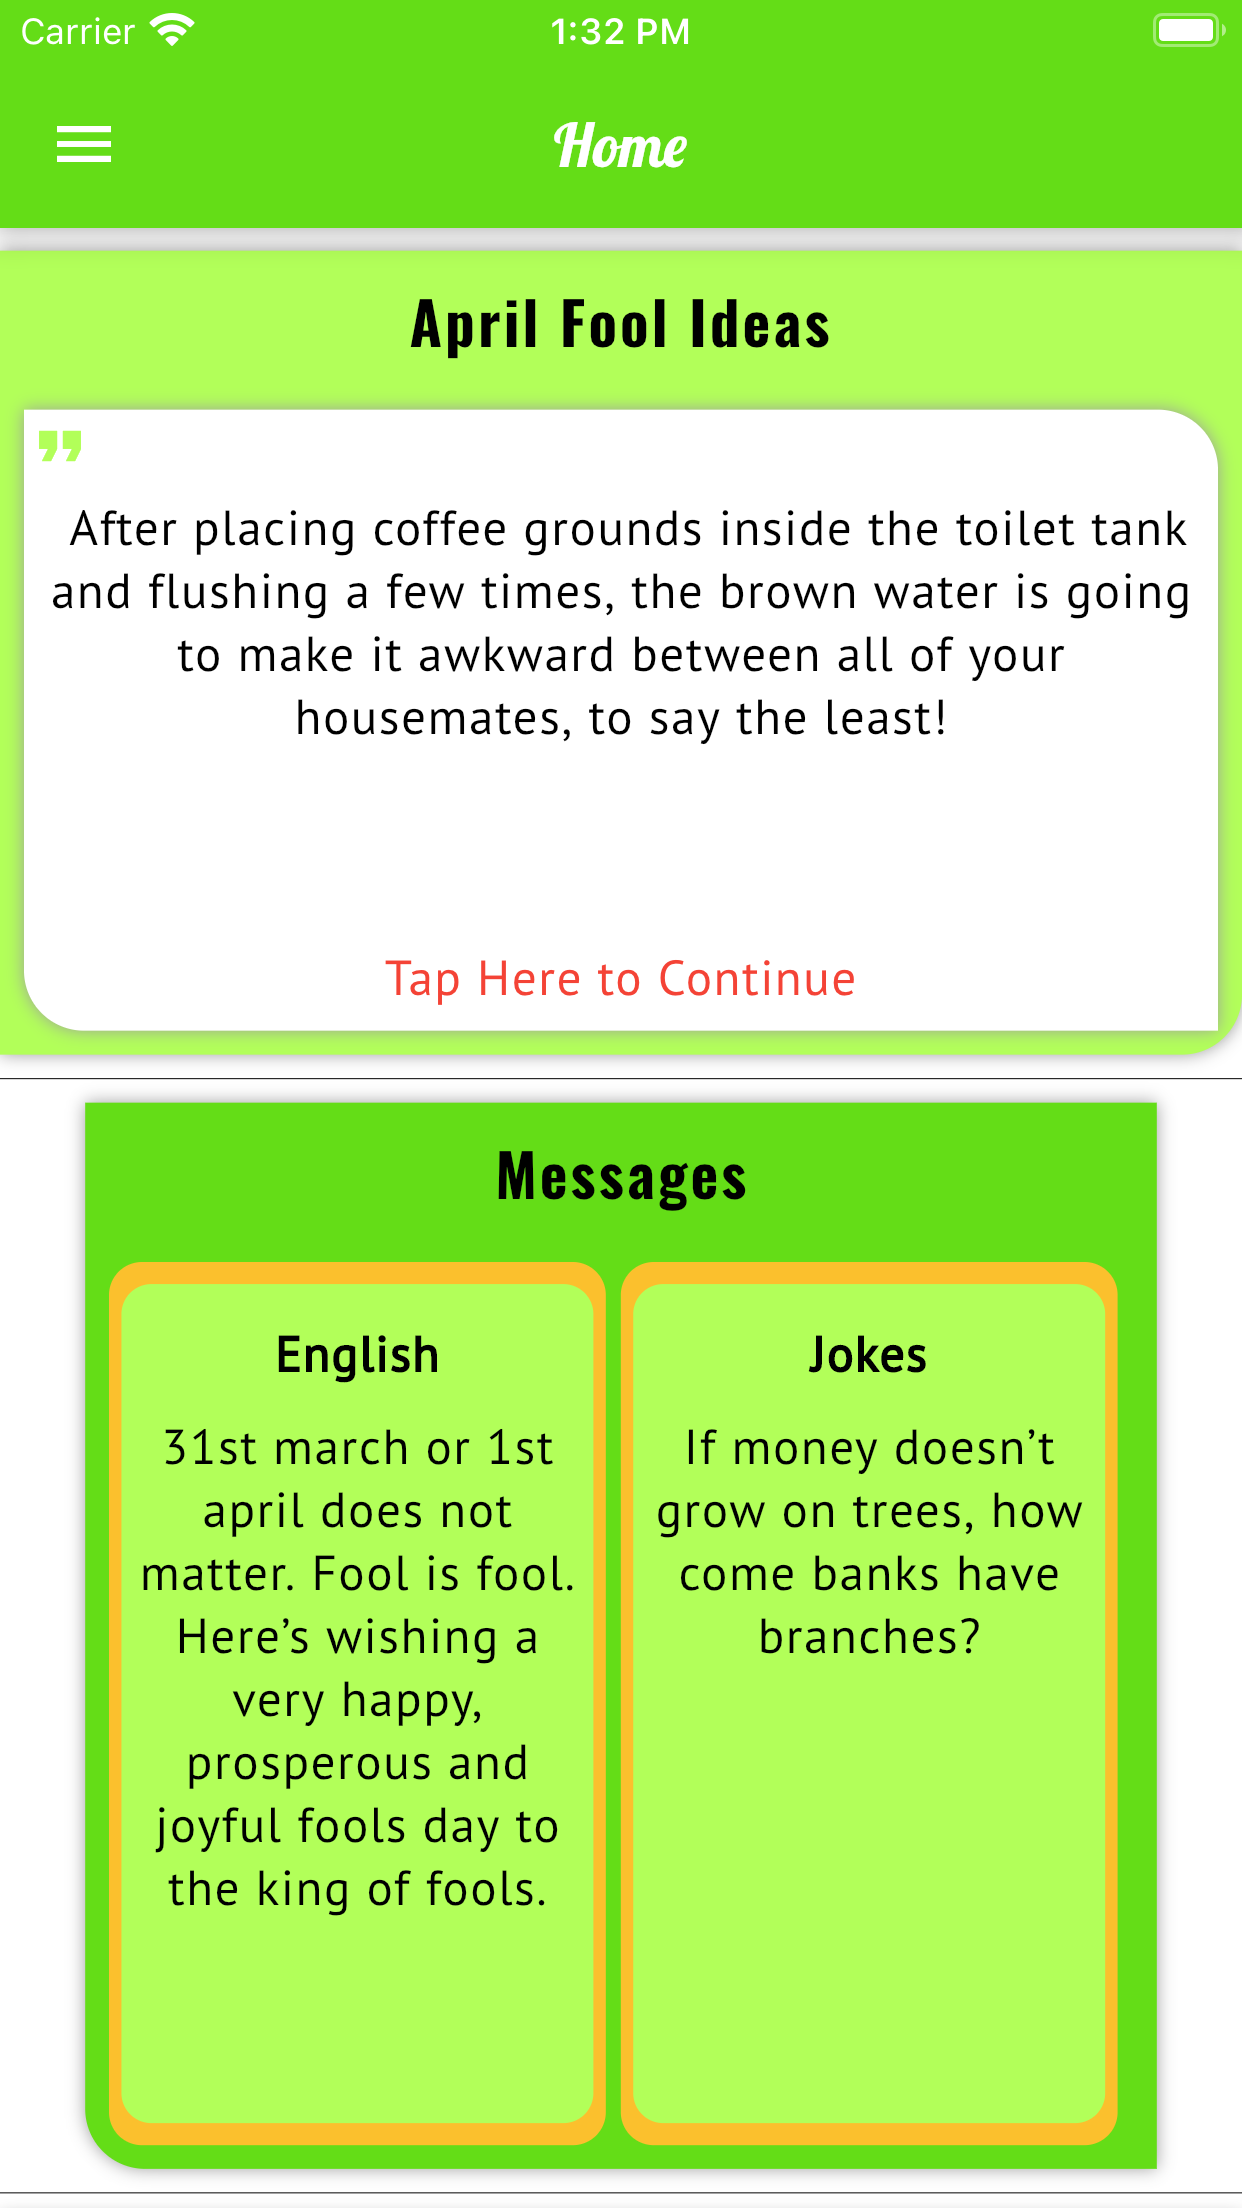 Carrier 1:32 PM
Home
April Fool Ideas
After placing coffee grounds inside the toilet tank
and flushing a few times, the brown water is going
to make it awkward between all of your
housemates, to say the least!
Tap Here to Continue
Messages
English
31st march or 1st
april does not
matter. Fool is fool.
Here’s wishing a
very happy,
prosperous and
joyful fools day to
the king of fools.
Jokes
If money doesn’t
grow on trees, how
come banks have
branches?